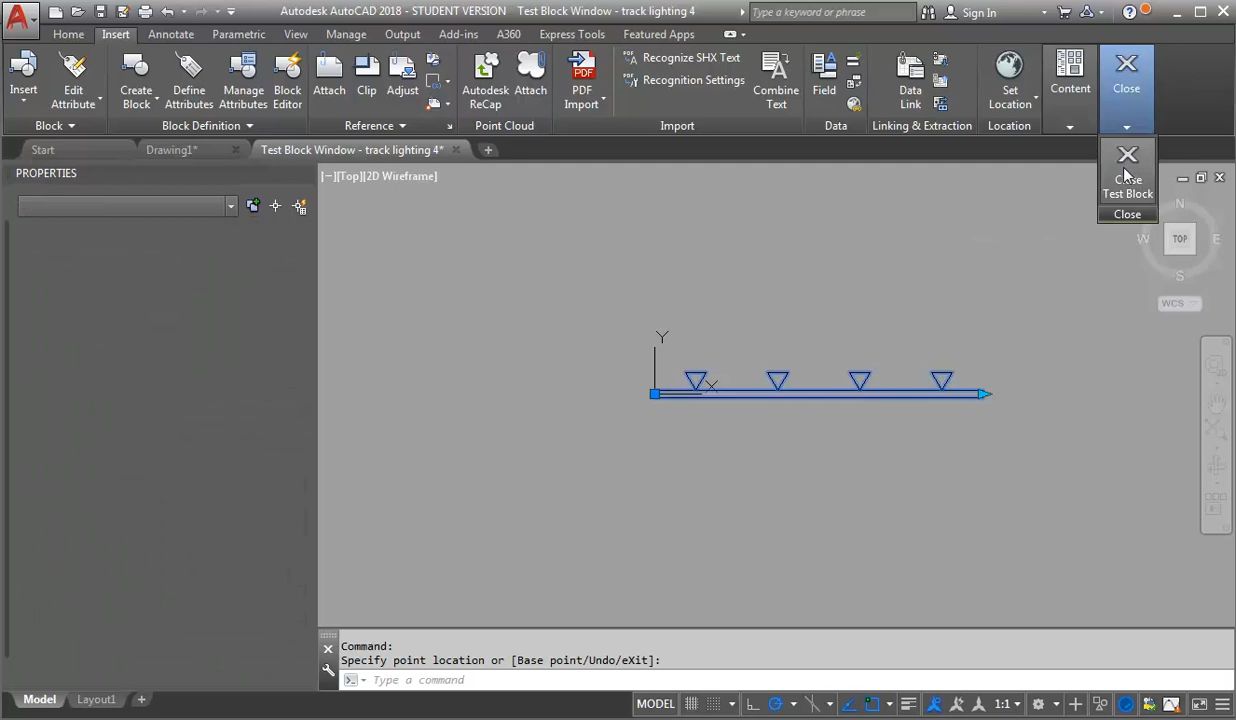 Autodesk AutoCAD 2018 - STUDENT VERSION Test Block Window - track lighting 4 Type a keyword or phrase Sign In
Home Insert Annotate Parametric View Manage Output Add-ins A360 Express Tools Featured Apps
Insert Edit Attribute Create Block Define Attributes Manage Attributes Block Editor Attach Clip Adjust Autodesk ReCap Attach PDF Import Recognize SHX Text Recognition Settings Combine Text Field Data Link Set Location Content Close
Block Block Definition Reference Point Cloud Import Data Linking & Extraction Location
Start Drawing1* Test Block Window - track lighting 4*
Close
Test Block
Close
PROPERTIES
[−][Top][2D Wireframe]
N
W TOP E
S
WCS
Y
X
Command:
Specify point location or [Base point/Undo/eXit]:
Type a command
Model Layout1
MODEL 1:1